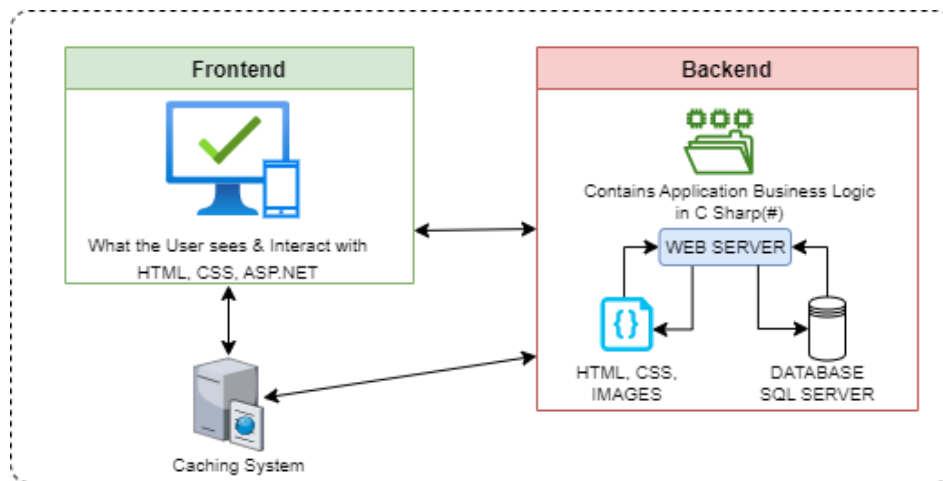 Frontend
What the User sees & Interact with
HTML, CSS, ASP.NET
Backend
Contains Application Business Logic
in C Sharp(#)
WEB SERVER
{}
HTML, CSS,
IMAGES
DATABASE
SQL SERVER
Caching System